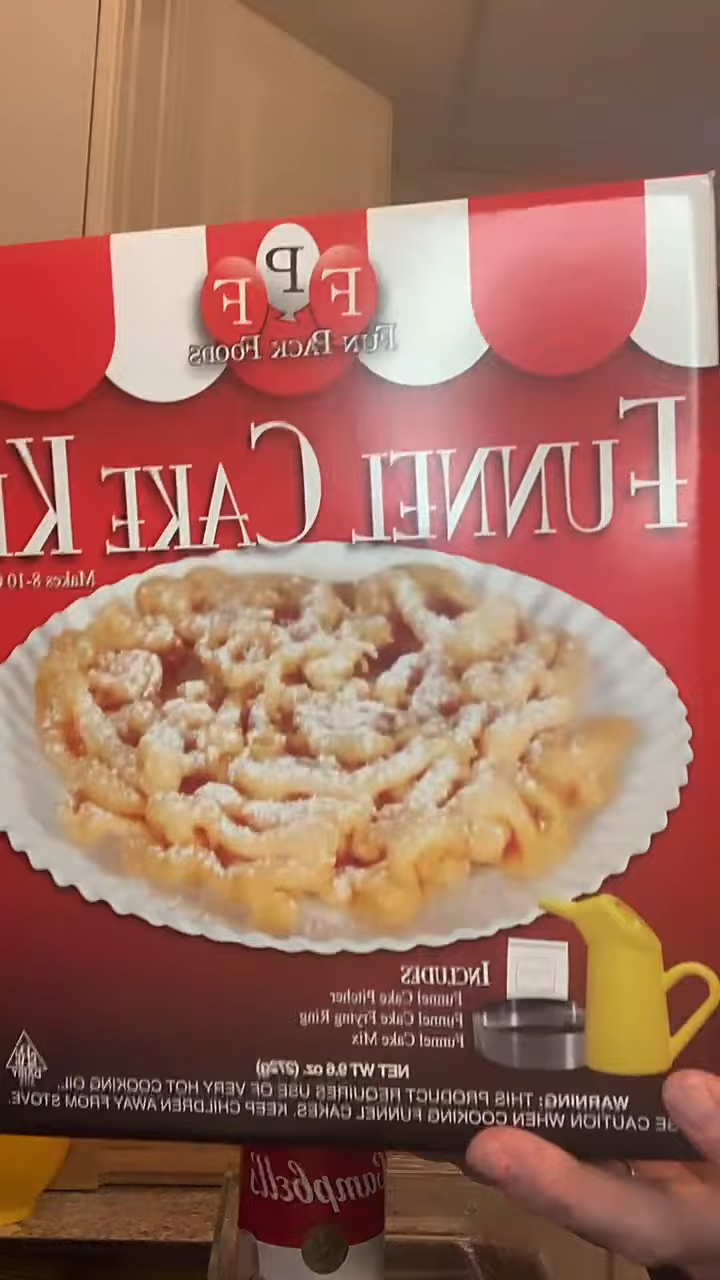 F P F
FUN PACK FOODS
FUNNEL CAKE KI
Makes 8-10
INCLUDES
Funnel Cake Pitcher
Funnel Cake Frying Ring
Funnel Cake Mix
NET WT 9.6 oz. (272g)
WARNING: THIS PRODUCT REQUIRES USE OF VERY HOT COOKING OIL.
SE CAUTION WHEN COOKING FUNNEL CAKES. KEEP CHILDREN AWAY FROM STOVE.
Campbell's